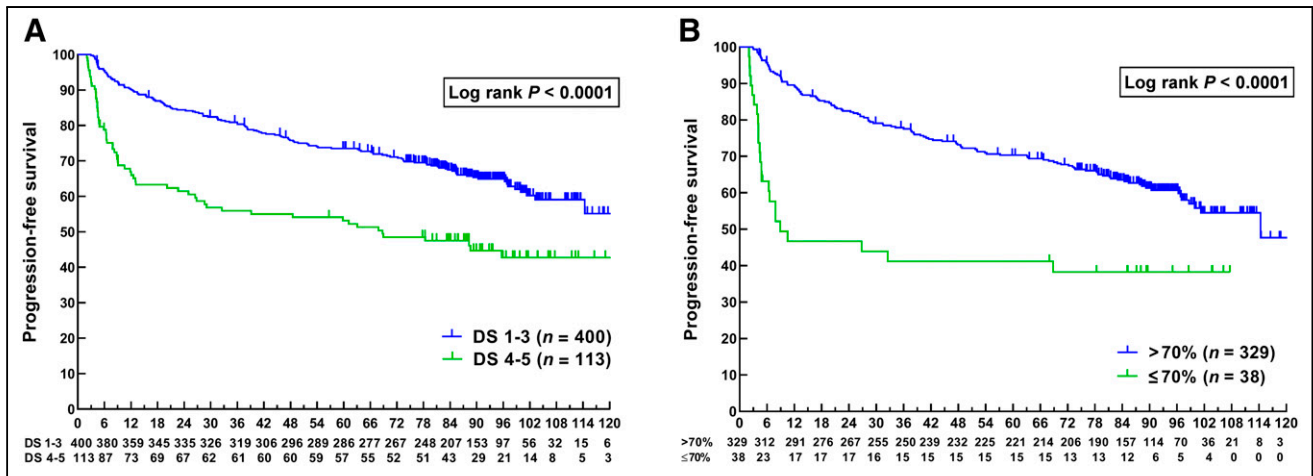 A
Progression-free survival
100
90
80
70
60
50
40
30
20
10
0
Log rank P < 0.0001
DS 1-3 (n = 400)
DS 4-5 (n = 113)
0 6 12 18 24 30 36 42 48 54 60 66 72 78 84 90 96 102 108 114 120
DS 1-3 400 380 359 345 335 326 319 306 296 289 286 277 267 248 207 153 97 56 32 15 6
DS 4-5 113 87 73 69 67 62 61 60 60 59 57 55 52 51 43 29 21 14 8 5 3
B
Progression-free survival
100
90
80
70
60
50
40
30
20
10
0
Log rank P < 0.0001
>70% (n = 329)
≤70% (n = 38)
0 6 12 18 24 30 36 42 48 54 60 66 72 78 84 90 96 102 108 114 120
>70% 329 312 291 276 267 255 250 239 232 225 221 214 206 190 157 114 70 36 21 8 3
≤70% 38 23 17 17 17 16 15 15 15 15 15 15 13 13 12 6 5 4 0 0 0